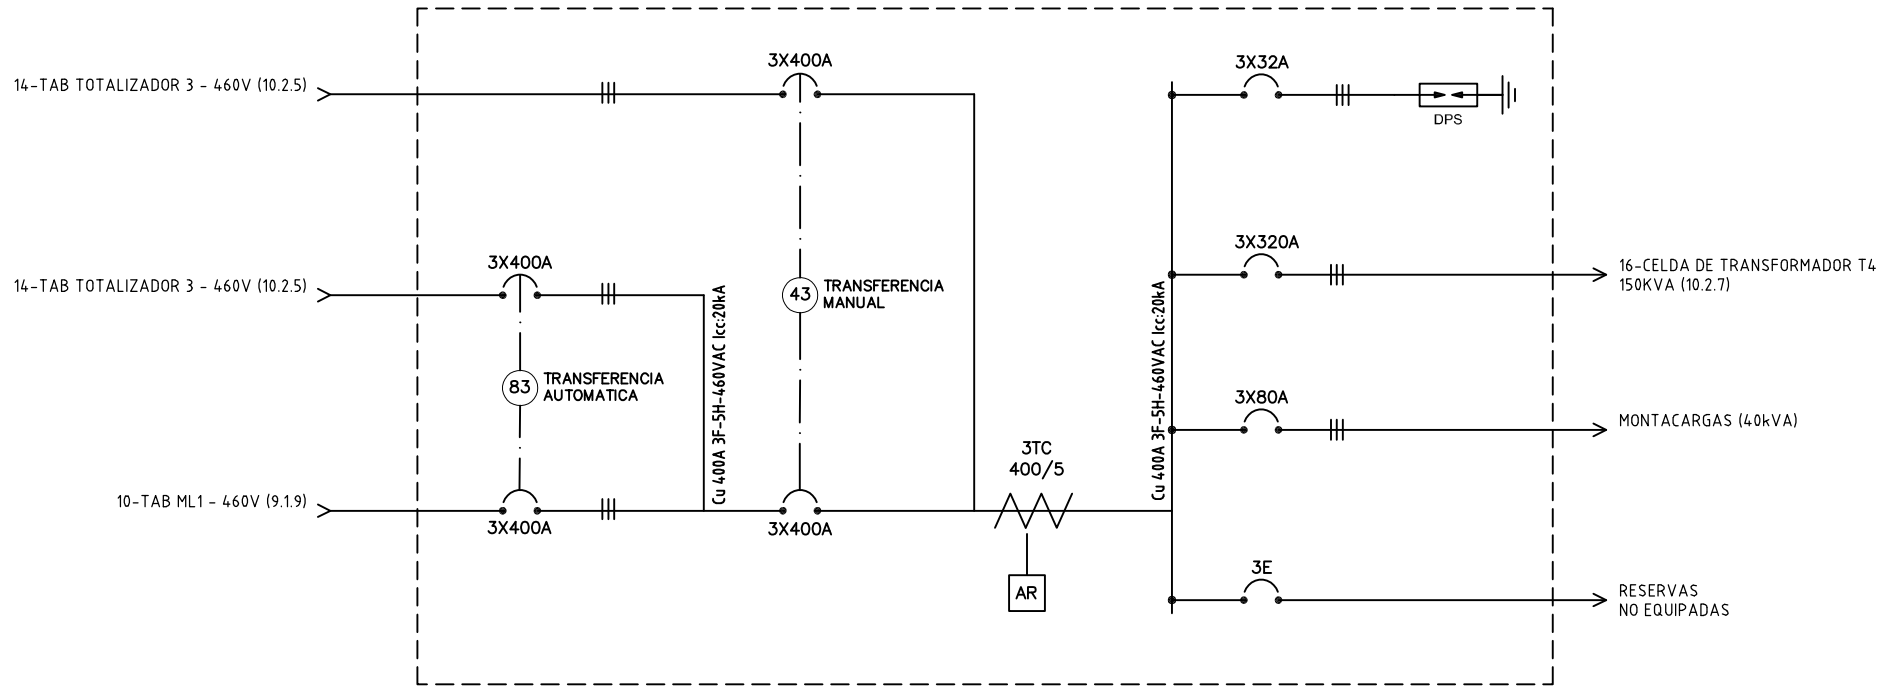 3X400A
3X32A
14-TAB TOTALIZADOR 3 - 460V (10.2.5)
DPS
3X400A
3X320A
14-TAB TOTALIZADOR 3 - 460V (10.2.5)
43
TRANSFERENCIA
MANUAL
16-CELDA DE TRANSFORMADOR T4
150KVA (10.2.7)
83
TRANSFERENCIA
AUTOMATICA
Cu 400A 3F-5H-460VAC Icc:20kA
Cu 400A 3F-5H-460VAC Icc:20kA
3X80A
MONTACARGAS (40kVA)
3TC
400/5
10-TAB ML1 - 460V (9.1.9)
3X400A
3X400A
AR
3E
RESERVAS
NO EQUIPADAS